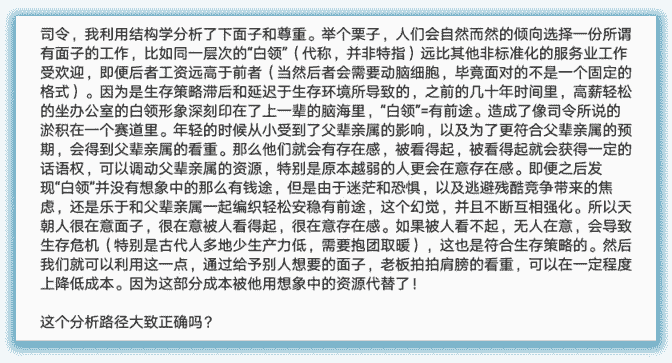 司令，我利用结构学分析了下面子和尊重。举个栗子，人们会自然而然的倾向选择一份所谓
有面子的工作，比如同一层次的“白领”（代称，并非特指）远比其他非标准化的服务业工作
受欢迎，即便后者工资远高于前者（当然后者会需要动脑细胞，毕竟面对的不是一个固定的
格式）。因为是生存策略滞后和延迟于生存环境所导致的，之前的几十年时间里，高薪轻松
的坐办公室的白领形象深刻印在了上一辈的脑海里，“白领”=有前途。造成了像司令所说的
淤积在一个赛道里。年轻的时候从小受到了父辈亲属的影响，以及为了更符合父辈亲属的预
期，会得到父辈亲属的看重。那么他们就会有存在感，被看得起，被看得起就会获得一定的
话语权，可以调动父辈亲属的资源，特别是原本越弱的人更会在意存在感。即便之后发
现“白领”并没有想象中的那么有钱途，但是由于迷茫和恐惧，以及逃避残酷竞争带来的焦
虑，还是乐于和父辈亲属一起编织轻松安稳有前途，这个幻觉，并且不断互相强化。所以天
朝人很在意面子，很在意被人看得起，很在意存在感。如果被人看不起，无人在意，会导致
生存危机（特别是古代人多地少生产力低，需要抱团取暖），这也是符合生存策略的。然后
我们就可以利用这一点，通过给予别人想要的面子，老板拍拍肩膀的看重，可以在一定程度
上降低成本。因为这部分成本被他用想象中的资源代替了！
这个分析路径大致正确吗？